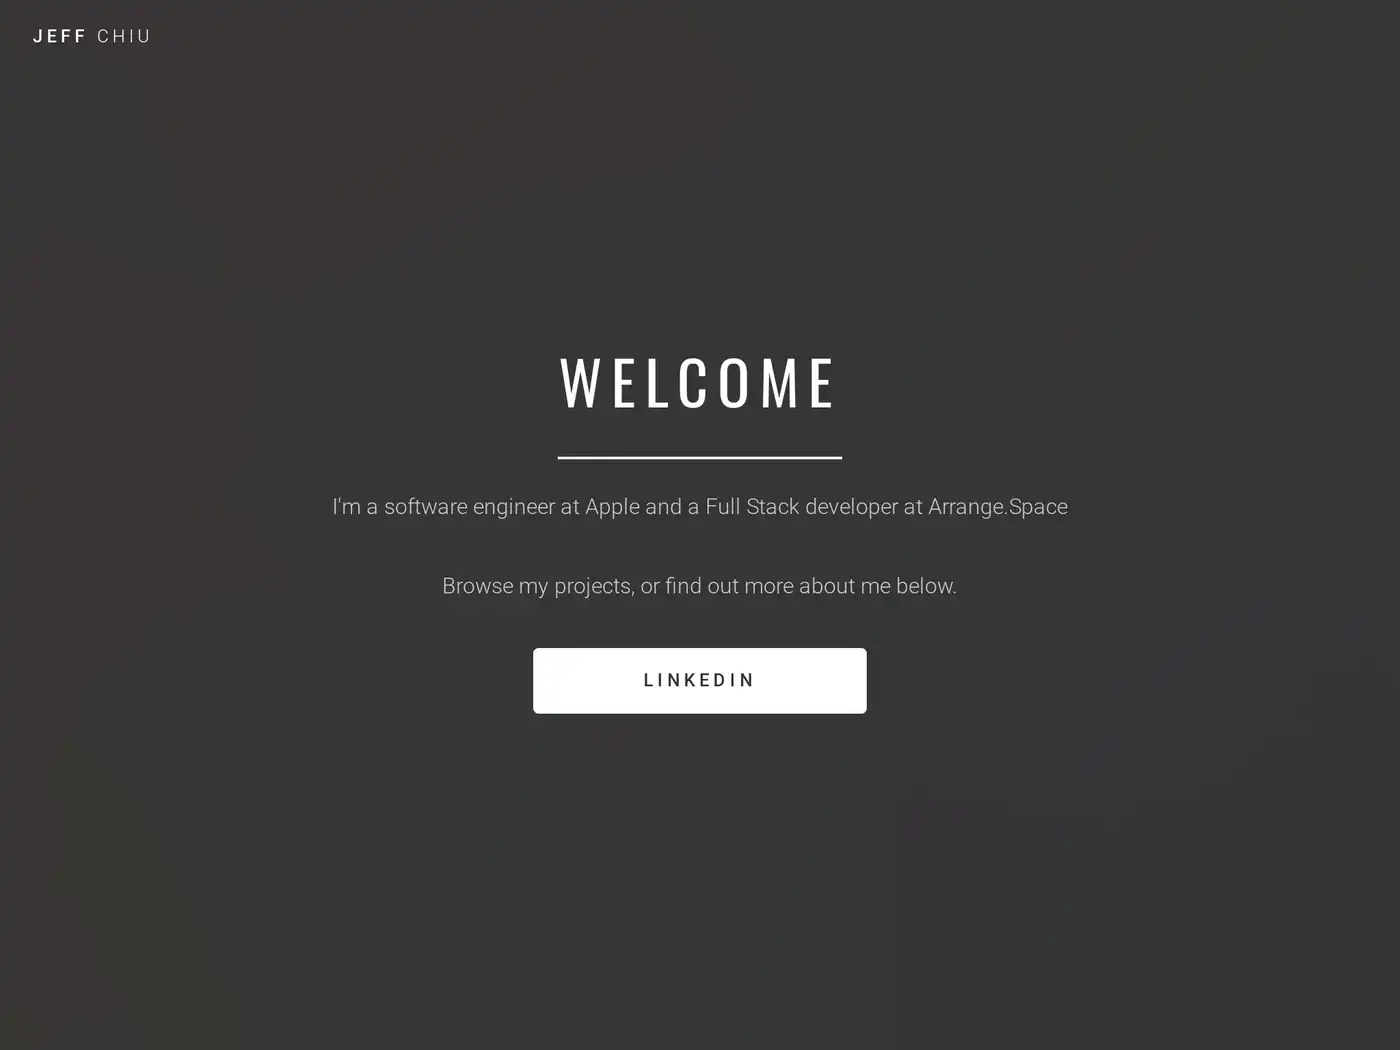 JEFF CHIU
WELCOME
I'm a software engineer at Apple and a Full Stack developer at Arrange.Space
Browse my projects, or find out more about me below.
LINKEDIN